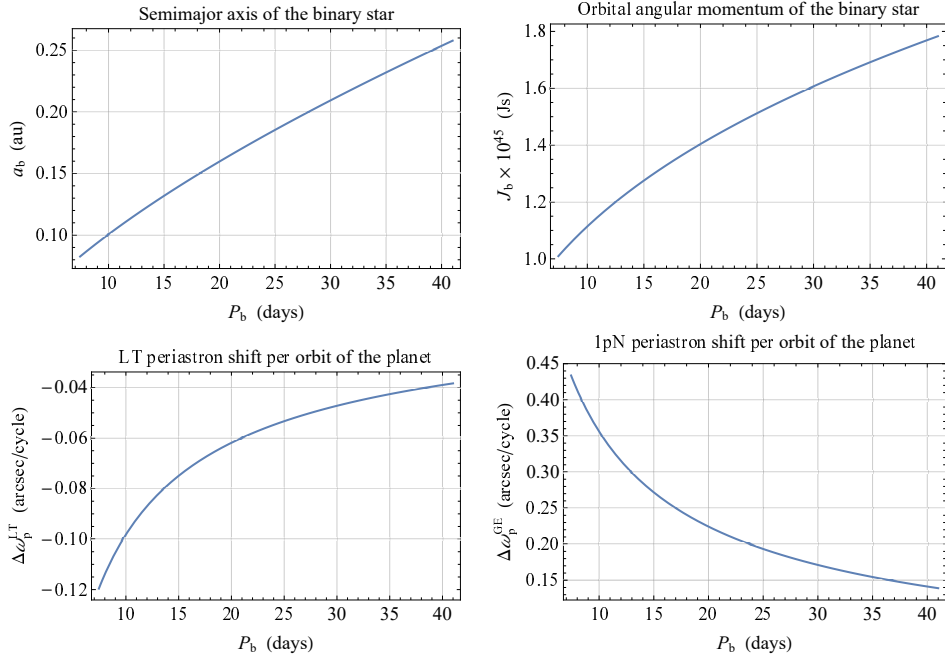 Semimajor axis of the binary star
0.25
0.20
0.15
0.10
a_b (au)
10 15 20 25 30 35 40
P_b (days)
Orbital angular momentum of the binary star
1.8
1.6
1.4
1.2
1.0
J_b × 10^45 (Js)
10 15 20 25 30 35 40
P_b (days)
LT periastron shift per orbit of the planet
−0.04
−0.06
−0.08
−0.10
−0.12
Δω_p^LT (arcsec/cycle)
10 15 20 25 30 35 40
P_b (days)
1pN periastron shift per orbit of the planet
0.45
0.40
0.35
0.30
0.25
0.20
0.15
Δω_p^GE (arcsec/cycle)
10 15 20 25 30 35 40
P_b (days)